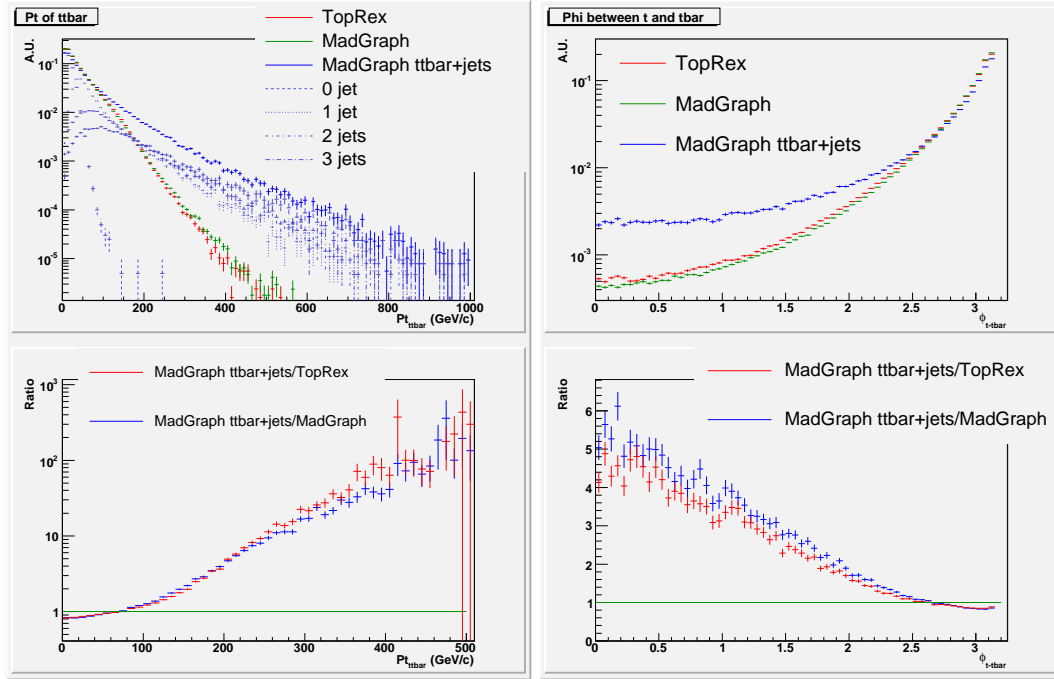 Pt of ttbar
A.U.
10⁻¹
10⁻²
10⁻³
10⁻⁴
10⁻⁵
TopRex
MadGraph
MadGraph ttbar+jets
0 jet
1 jet
2 jets
3 jets
0 200 400 600 800 1000
Pt_ttbar (GeV/c)
Phi between t and tbar
A.U.
10⁻¹
10⁻²
10⁻³
TopRex
MadGraph
MadGraph ttbar+jets
0 0.5 1 1.5 2 2.5 3
ϕ_t-tbar
Ratio
10³
10²
10
1
MadGraph ttbar+jets/TopRex
MadGraph ttbar+jets/MadGraph
0 100 200 300 400 500
Pt_ttbar (GeV/c)
Ratio
6
5
4
3
2
1
0
MadGraph ttbar+jets/TopRex
MadGraph ttbar+jets/MadGraph
0 0.5 1 1.5 2 2.5 3
ϕ_t-tbar